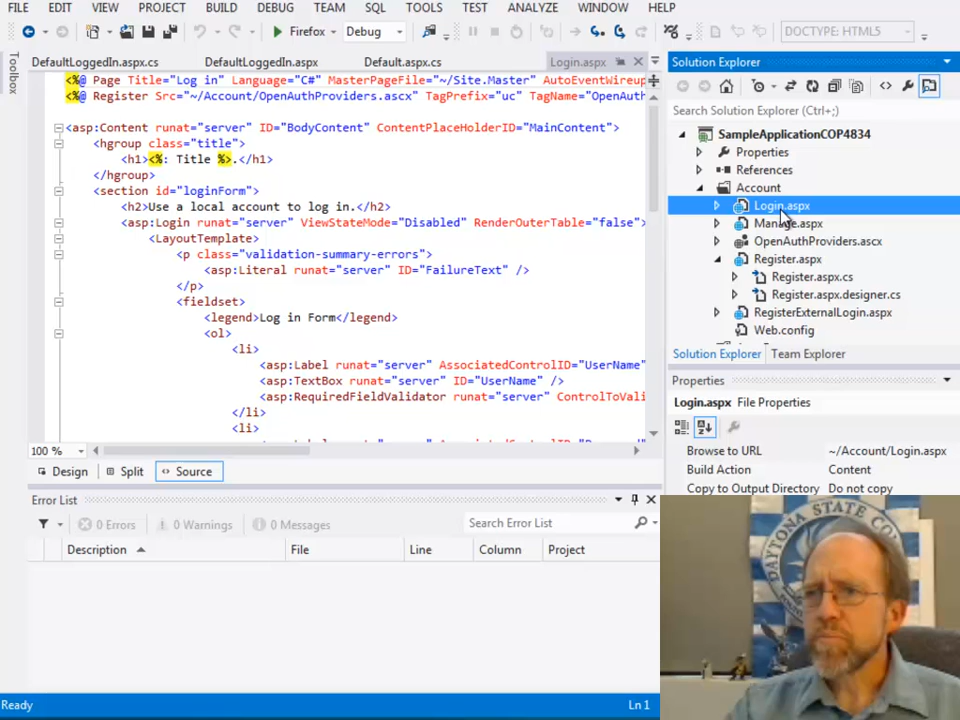 FILE EDIT VIEW PROJECT BUILD DEBUG TEAM SQL TOOLS TEST ANALYZE WINDOW HELP
Firefox Debug DOCTYPE: HTML5
Toolbox
DefaultLoggedIn.aspx.cs DefaultLoggedIn.aspx Default.aspx.cs Login.aspx
<%@ Page Title="Log in" Language="C#" MasterPageFile="~/Site.Master" AutoEventWireup
<%@ Register Src="~/Account/OpenAuthProviders.ascx" TagPrefix="uc" TagName="OpenAuth
<asp:Content runat="server" ID="BodyContent" ContentPlaceHolderID="MainContent">
<hgroup class="title">
<h1><%: Title %>.</h1>
</hgroup>
<section id="loginForm">
<h2>Use a local account to log in.</h2>
<asp:Login runat="server" ViewStateMode="Disabled" RenderOuterTable="false">
<LayoutTemplate>
<p class="validation-summary-errors">
<asp:Literal runat="server" ID="FailureText" />
</p>
<fieldset>
<legend>Log in Form</legend>
<ol>
<li>
<asp:Label runat="server" AssociatedControlID="UserName"
<asp:TextBox runat="server" ID="UserName" />
<asp:RequiredFieldValidator runat="server" ControlToVali
</li>
<li>
100 %
Design Split Source
Error List
0 Errors 0 Warnings 0 Messages Search Error List
Description File Line Column Project
Ready Ln 1
Solution Explorer
Search Solution Explorer (Ctrl+;)
SampleApplicationCOP4834
Properties
References
Account
Login.aspx
Manage.aspx
OpenAuthProviders.ascx
Register.aspx
Register.aspx.cs
Register.aspx.designer.cs
RegisterExternalLogin.aspx
Web.config
Solution Explorer Team Explorer
Properties
Login.aspx File Properties
Browse to URL ~/Account/Login.aspx
Build Action Content
Copy to Output Directory Do not copy
DAYTONA STATE